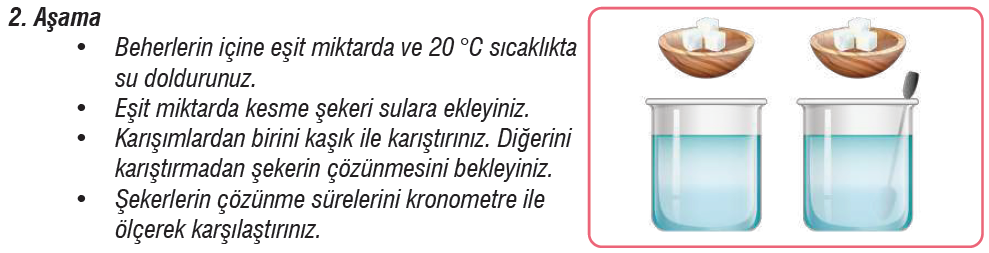 2. Aşama
• Beherlerin içine eşit miktarda ve 20 °C sıcaklıkta
su doldurunuz.
• Eşit miktarda kesme şekeri sulara ekleyiniz.
• Karışımlardan birini kaşık ile karıştırınız. Diğerini
karıştırmadan şekerin çözünmesini bekleyiniz.
• Şekerlerin çözünme sürelerini kronometre ile
ölçerek karşılaştırınız.